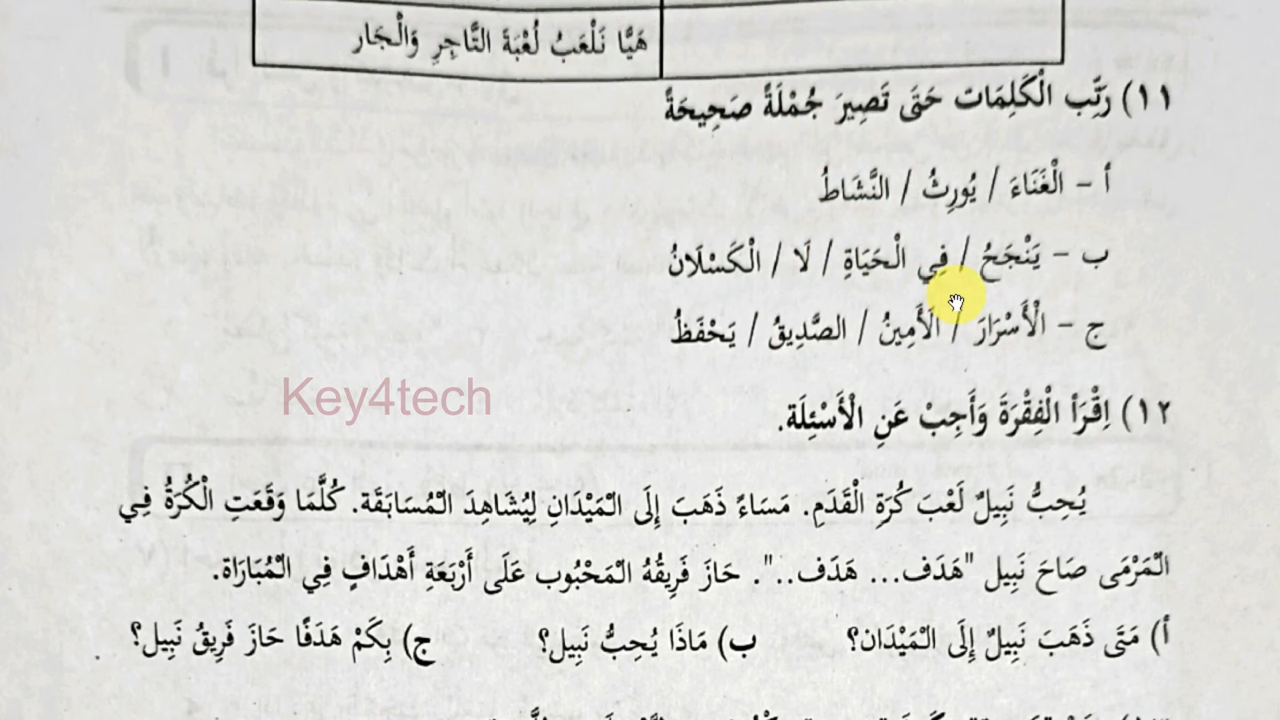 هَيَّا نَلْعَبُ لُعْبَةَ التَّاجِرِ وَالْجَار
١١) رَتِّب الْكَلِمَات حَتَى تَصِيرَ جُمْلَةً صَحِيحَةً
أ - الْغَنَاءَ / يُورِثُ / النَّشَاطُ
ب - يَنْجَحُ / فِي الْحَيَاةِ / لَا / الْكَسْلَانُ
ج - الْأَسْرَارَ / الْأَمِينُ / الصَّدِيقُ / يَحْفَظُ
Key4tech
١٢) اِقْرَأْ الْفِقْرَةَ وَأَجِبْ عَنِ الْأَسْئِلَة.
يُحِبُّ نَبِيلٌ لَعْبَ كُرَةِ الْقَدَمِ. مَسَاءً ذَهَبَ إِلَى الْمَيْدَانِ لِيُشَاهِدَ الْمُسَابَقَة. كُلَّمَا وَقَعَتِ الْكُرَةُ فِي
الْمَرْمَى صَاحَ نَبِيل "هَدَف... هَدَف..". حَازَ فَرِيقُهُ الْمَحْبُوب عَلَى أَرْبَعَةِ أَهْدَافٍ فِي الْمُبَارَاة.
أ) مَتَى ذَهَبَ نَبِيلٌ إِلَى الْمَيْدَان؟ ب) مَاذَا يُحِبُّ نَبِيل؟ ج) بِكَمْ هَدَفًا حَازَ فَرِيقُ نَبِيل؟